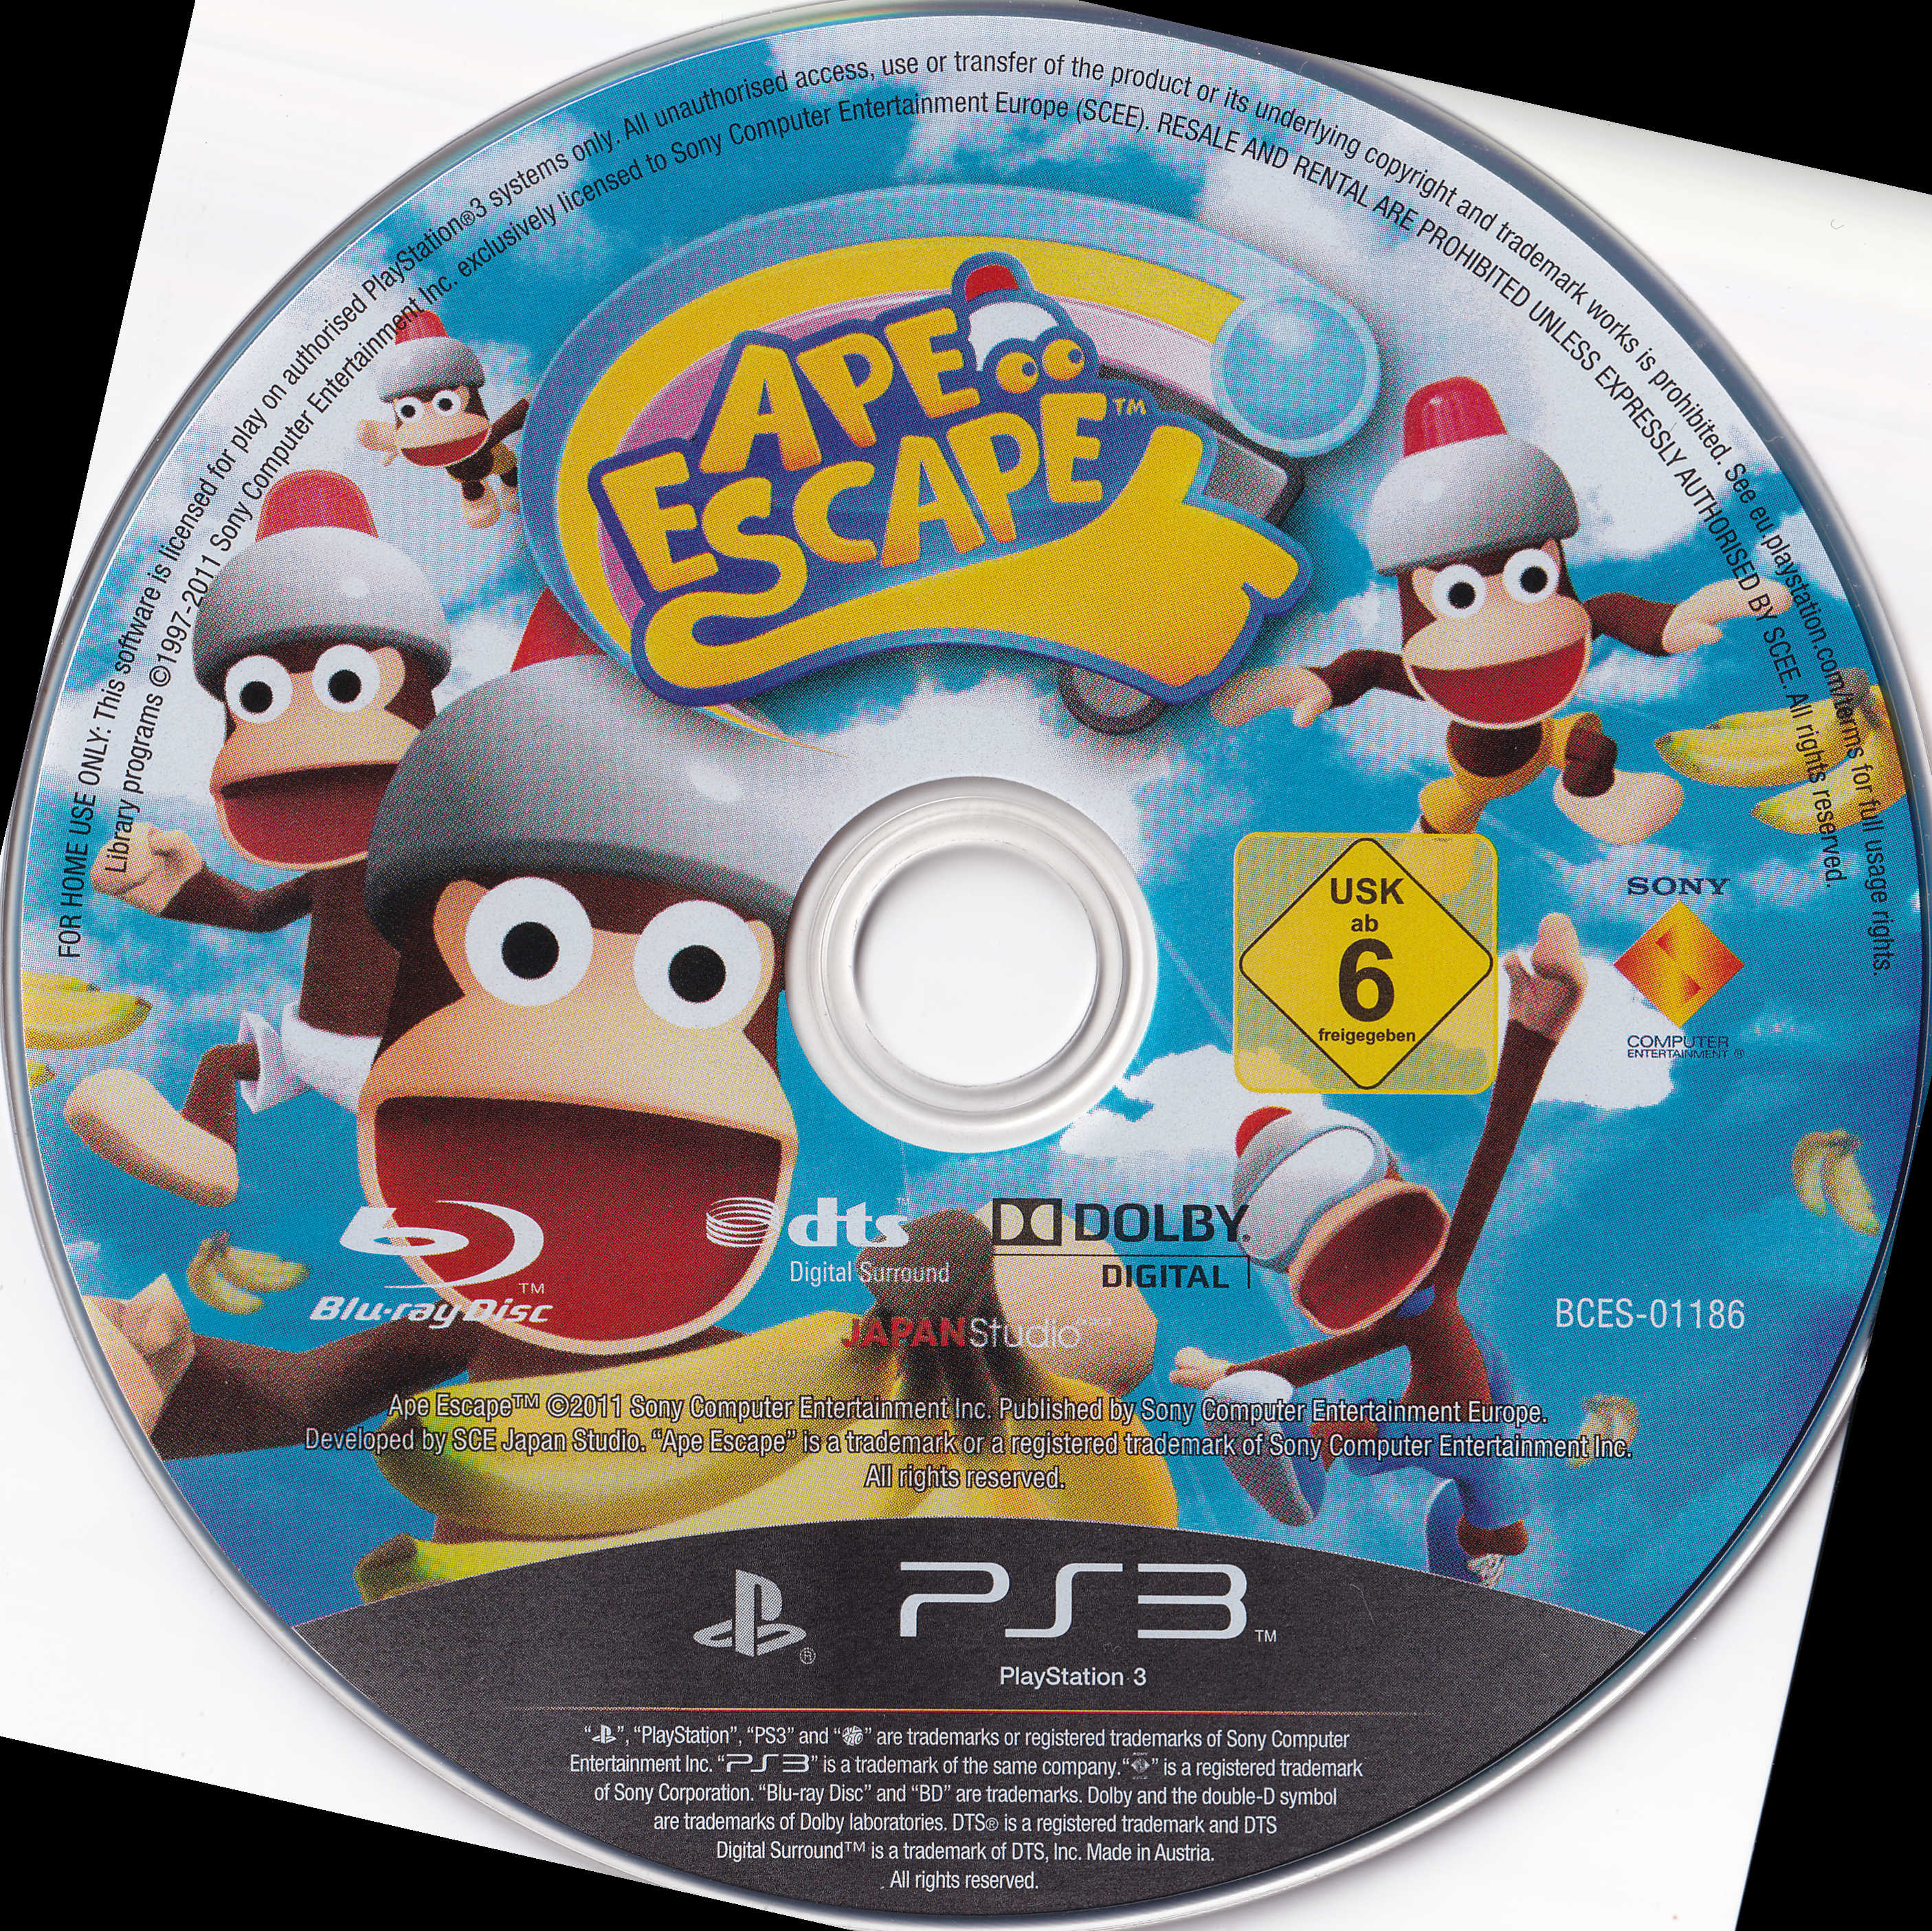 FOR HOME USE ONLY: This software is licensed for play on authorised PlayStation®3 systems only. All unauthorised access, use or transfer of the product or its underlying copyright and trademark works is prohibited. See eu.playstation.com/terms for full usage rights.
Library programs ©1997-2011 Sony Computer Entertainment Inc. exclusively licensed to Sony Computer Entertainment Europe (SCEE). RESALE AND RENTAL ARE PROHIBITED UNLESS EXPRESSLY AUTHORISED BY SCEE. All rights reserved.
APE
ESCAPE™
USK
ab
6
freigegeben
SONY
COMPUTER
ENTERTAINMENT ®
™
Blu-ray Disc
dts™
Digital Surround
DOLBY®
DIGITAL
JAPANStudio
BCES-01186
Ape Escape™ ©2011 Sony Computer Entertainment Inc. Published by Sony Computer Entertainment Europe.
Developed by SCE Japan Studio. “Ape Escape” is a trademark or a registered trademark of Sony Computer Entertainment Inc.
All rights reserved.
® PS3™
PlayStation 3
“ ”, “PlayStation”, “PS3” and “ ” are trademarks or registered trademarks of Sony Computer
Entertainment Inc. “PS3” is a trademark of the same company. “ ” is a registered trademark
of Sony Corporation. “Blu-ray Disc” and “BD” are trademarks. Dolby and the double-D symbol
are trademarks of Dolby laboratories. DTS® is a registered trademark and DTS
Digital Surround™ is a trademark of DTS, Inc. Made in Austria.
All rights reserved.